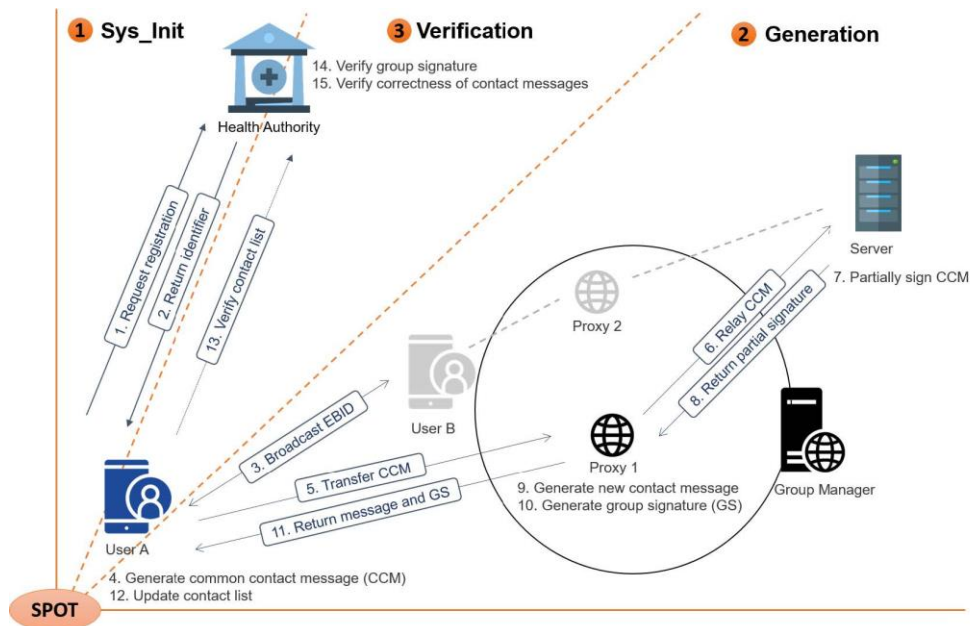 1 Sys_Init
3 Verification
2 Generation
14. Verify group signature
15. Verify correctness of contact messages
Health Authority
1. Request registration
2. Return identifier
13. Verify contact list
Server
7. Partially sign CCM
Proxy 2
6. Relay CCM
8. Return partial signature
User B
3. Broadcast EBID
5. Transfer CCM
11. Return message and GS
Proxy 1
9. Generate new contact message
10. Generate group signature (GS)
Group Manager
User A
4. Generate common contact message (CCM)
12. Update contact list
SPOT